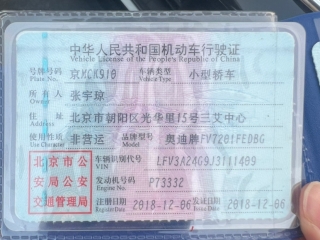 中华人民共和国机动车行驶证
Vehicle License of the People's Republic of China
号牌号码 京MCK910 车辆类型 小型轿车
Plate No. Vehicle Type
所有人 张宇琼
Owner
住址 北京市朝阳区光华里15号三艾中心
Address
使用性质 非营运 品牌型号 奥迪牌FV7201FEDBG
Use Character Model
北京市公 车辆识别代号 LFV3A24G9J3111489
VIN
安局公安 发动机号码 P73332
Engine No.
交通管理局 注册日期 2018-12-06 发证日期 2018-12-06
Register Date Issue Date